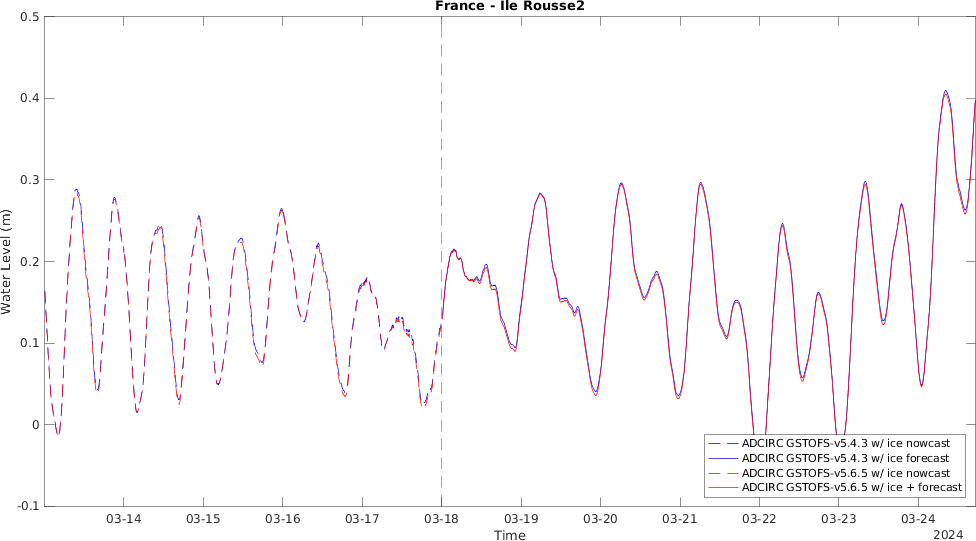 France - Ile Rousse2
0.5
0.4
0.3
0.2
0.1
0
-0.1
Water Level (m)
03-14 03-15 03-16 03-17 03-18 03-19 03-20 03-21 03-22 03-23 03-24
Time
2024
ADCIRC GSTOFS-v5.4.3 w/ ice nowcast
ADCIRC GSTOFS-v5.4.3 w/ ice forecast
ADCIRC GSTOFS-v5.6.5 w/ ice nowcast
ADCIRC GSTOFS-v5.6.5 w/ ice + forecast